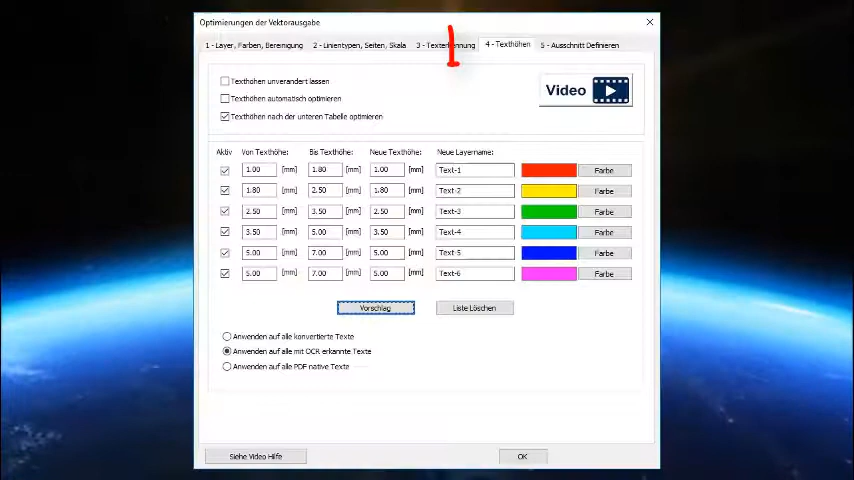 Optimierungen der Vektorausgabe
1 - Layer, Farben, Bereinigung 2 - Linientypen, Seiten, Skala 3 - Texterkennung 4 - Texthöhen 5 - Ausschnitt Definieren
Texthöhen unverandert lassen
Texthöhen automatisch optimieren
Texthöhen nach der unteren Tabelle optimieren
Video
Aktiv Von Texthöhe: Bis Texthöhe: Neue Texthöhe: Neue Layername:
1.00 [mm] 1.80 [mm] 1.00 [mm] Text-1 Farbe
1.80 [mm] 2.50 [mm] 1.80 [mm] Text-2 Farbe
2.50 [mm] 3.50 [mm] 2.50 [mm] Text-3 Farbe
3.50 [mm] 5.00 [mm] 3.50 [mm] Text-4 Farbe
5.00 [mm] 7.00 [mm] 5.00 [mm] Text-5 Farbe
5.00 [mm] 7.00 [mm] 5.00 [mm] Text-6 Farbe
Vorschlag Liste Löschen
Anwenden auf alle konvertierte Texte
Anwenden auf alle mit OCR erkannte Texte
Anwenden auf alle PDF native Texte
Siehe Video Hilfe OK